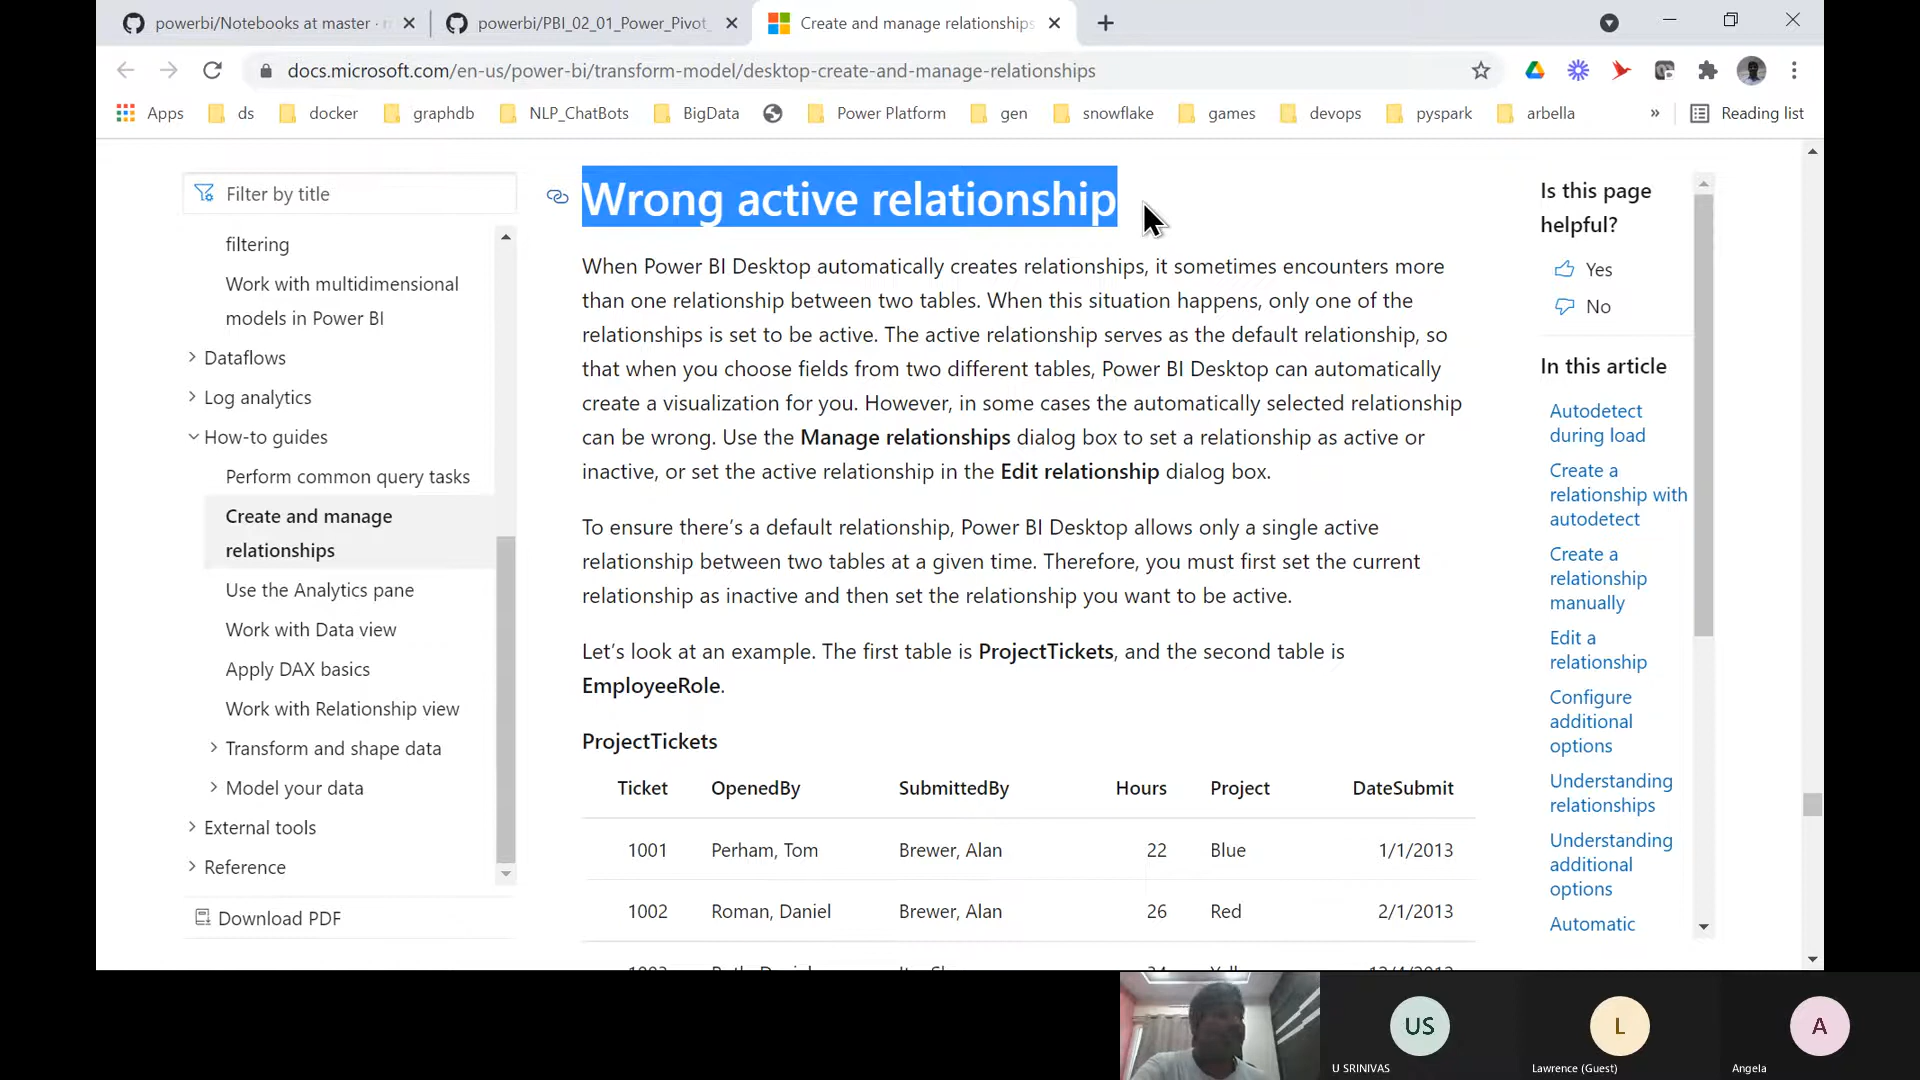 powerbi/Notebooks at master ·
powerbi/PBI_02_01_Power_Pivot_
Create and manage relationships
docs.microsoft.com/en-us/power-bi/transform-model/desktop-create-and-manage-relationships
Apps
ds
docker
graphdb
NLP_ChatBots
BigData
Power Platform
gen
snowflake
games
devops
pyspark
arbella
»
Reading list
Filter by title
filtering
Work with multidimensional
models in Power BI
Dataflows
Log analytics
How-to guides
Perform common query tasks
Create and manage
relationships
Use the Analytics pane
Work with Data view
Apply DAX basics
Work with Relationship view
Transform and shape data
Model your data
External tools
Reference
Download PDF
Wrong active relationship
When Power BI Desktop automatically creates relationships, it sometimes encounters more
than one relationship between two tables. When this situation happens, only one of the
relationships is set to be active. The active relationship serves as the default relationship, so
that when you choose fields from two different tables, Power BI Desktop can automatically
create a visualization for you. However, in some cases the automatically selected relationship
can be wrong. Use the Manage relationships dialog box to set a relationship as active or
inactive, or set the active relationship in the Edit relationship dialog box.
To ensure there’s a default relationship, Power BI Desktop allows only a single active
relationship between two tables at a given time. Therefore, you must first set the current
relationship as inactive and then set the relationship you want to be active.
Let’s look at an example. The first table is ProjectTickets, and the second table is
EmployeeRole.
ProjectTickets
Ticket OpenedBy SubmittedBy Hours Project DateSubmit
1001 Perham, Tom Brewer, Alan 22 Blue 1/1/2013
1002 Roman, Daniel Brewer, Alan 26 Red 2/1/2013
Is this page
helpful?
Yes
No
In this article
Autodetect
during load
Create a
relationship with
autodetect
Create a
relationship
manually
Edit a
relationship
Configure
additional
options
Understanding
relationships
Understanding
additional
options
Automatic
US
U SRINIVAS
L
Lawrence (Guest)
A
Angela